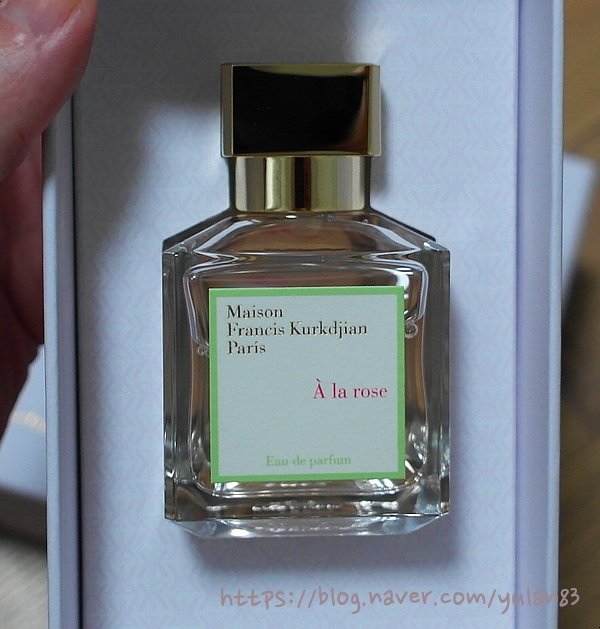 Maison
Francis Kurkdjian
Paris
À la rose
Eau de parfum
https://blog.naver.com/yulan83